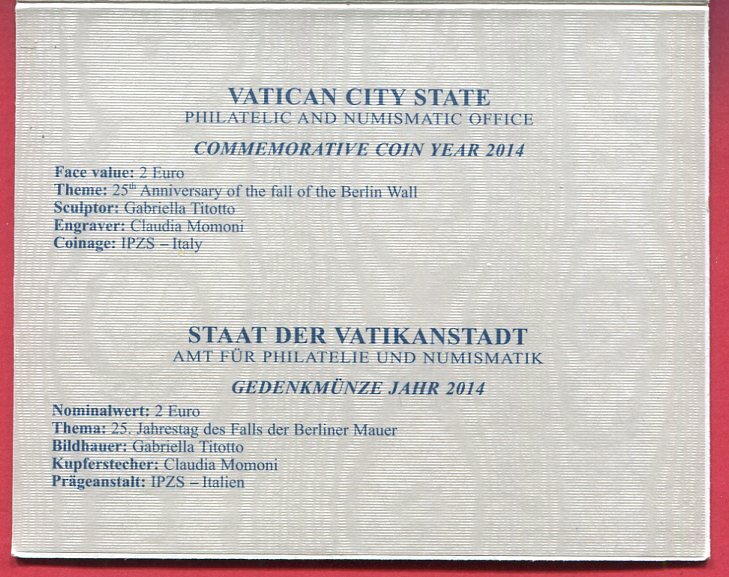 VATICAN CITY STATE
PHILATELIC AND NUMISMATIC OFFICE
COMMEMORATIVE COIN YEAR 2014
Face value: 2 Euro
Theme: 25th Anniversary of the fall of the Berlin Wall
Sculptor: Gabriella Titotto
Engraver: Claudia Momoni
Coinage: IPZS – Italy
STAAT DER VATIKANSTADT
AMT FÜR PHILATELIE UND NUMISMATIK
GEDENKMÜNZE JAHR 2014
Nominalwert: 2 Euro
Thema: 25. Jahrestag des Falls der Berliner Mauer
Bildhauer: Gabriella Titotto
Kupferstecher: Claudia Momoni
Prägeanstalt: IPZS – Italien